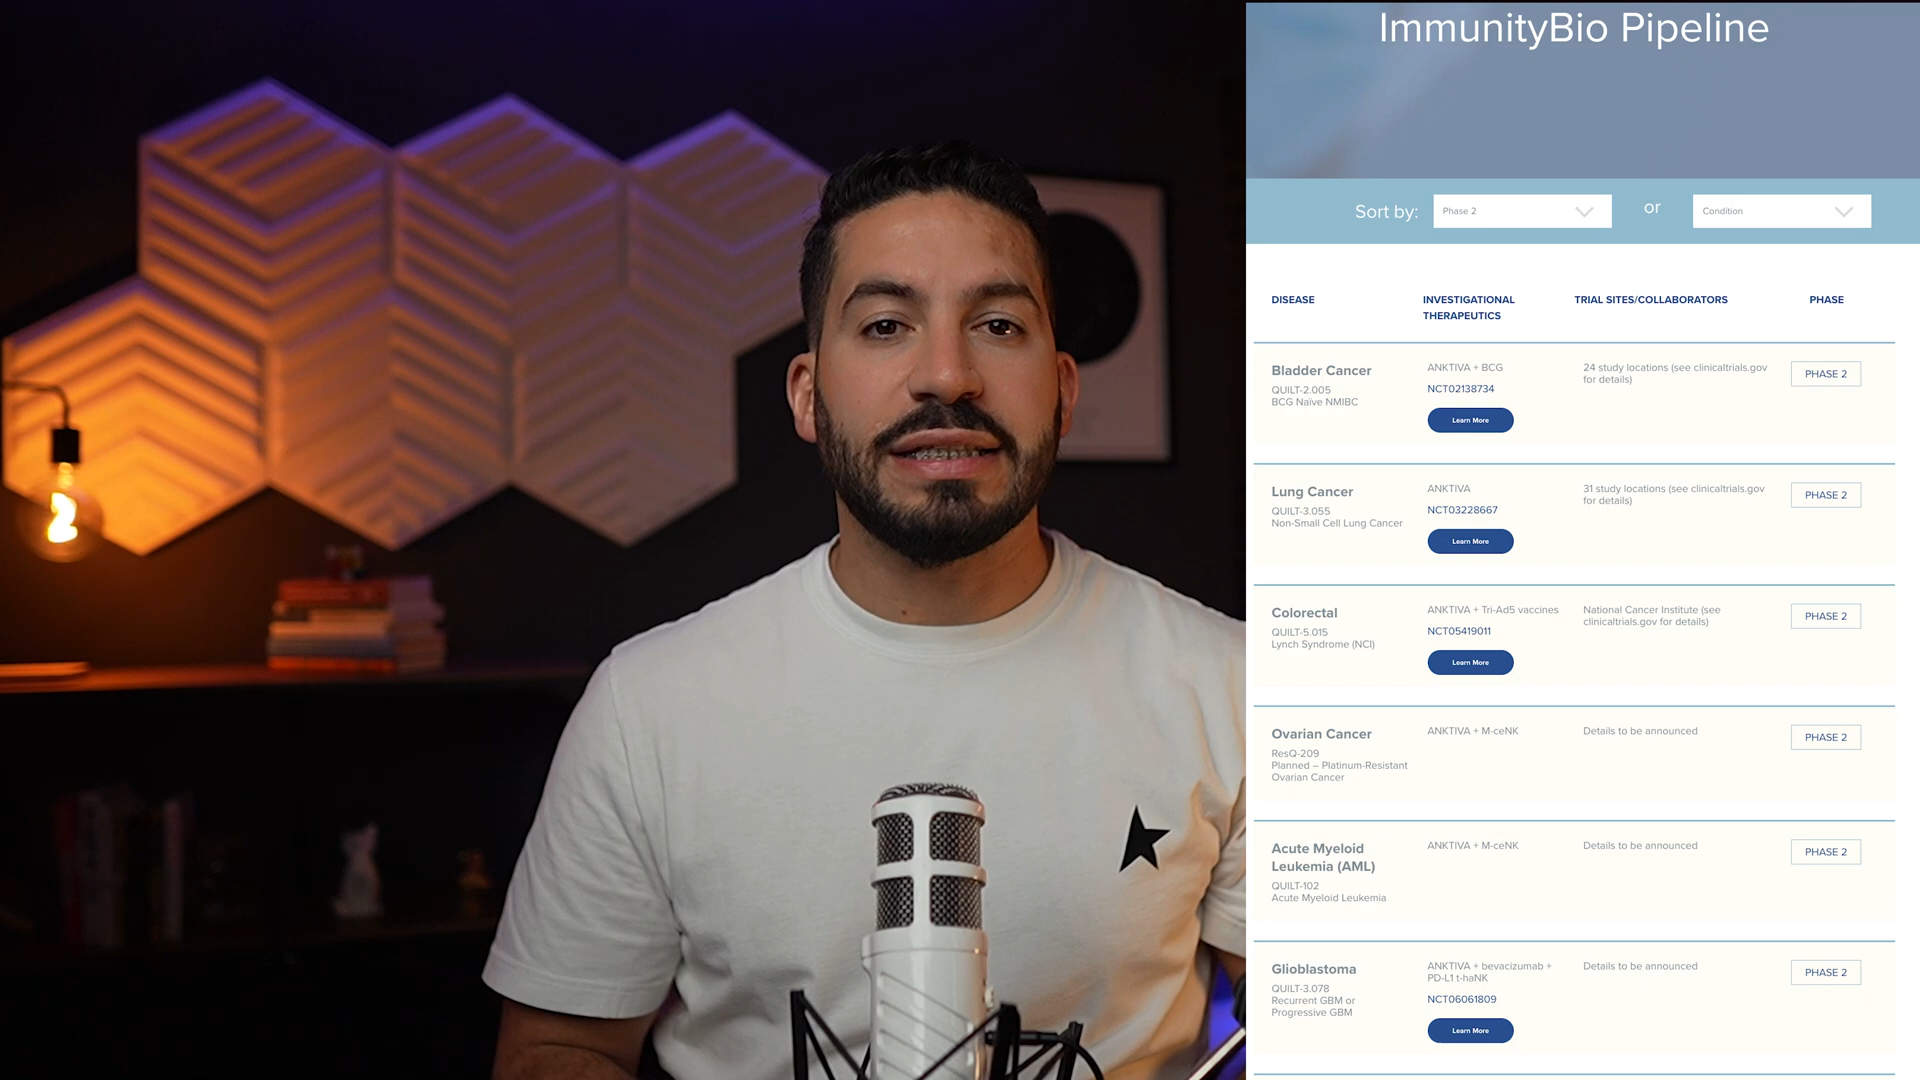 ImmunityBio Pipeline
Sort by:
Phase 2
or
Condition
DISEASE
INVESTIGATIONAL
THERAPEUTICS
TRIAL SITES/COLLABORATORS
PHASE
Bladder Cancer
QUILT-2.005
BCG Naïve NMIBC
ANKTIVA + BCG
NCT02138734
Learn More
24 study locations (see clinicaltrials.gov
for details)
PHASE 2
Lung Cancer
QUILT-3.055
Non-Small Cell Lung Cancer
ANKTIVA
NCT03228667
Learn More
31 study locations (see clinicaltrials.gov
for details)
PHASE 2
Colorectal
QUILT-5.015
Lynch Syndrome (NCI)
ANKTIVA + Tri-Ad5 vaccines
NCT05419011
Learn More
National Cancer Institute (see
clinicaltrials.gov for details)
PHASE 2
Ovarian Cancer
ResQ-209
Planned – Platinum-Resistant
Ovarian Cancer
ANKTIVA + M-ceNK
Details to be announced
PHASE 2
Acute Myeloid
Leukemia (AML)
QUILT-102
Acute Myeloid Leukemia
ANKTIVA + M-ceNK
Details to be announced
PHASE 2
Glioblastoma
QUILT-3.078
Recurrent GBM or
Progressive GBM
ANKTIVA + bevacizumab +
PD-L1 t-haNK
NCT06061809
Learn More
Details to be announced
PHASE 2